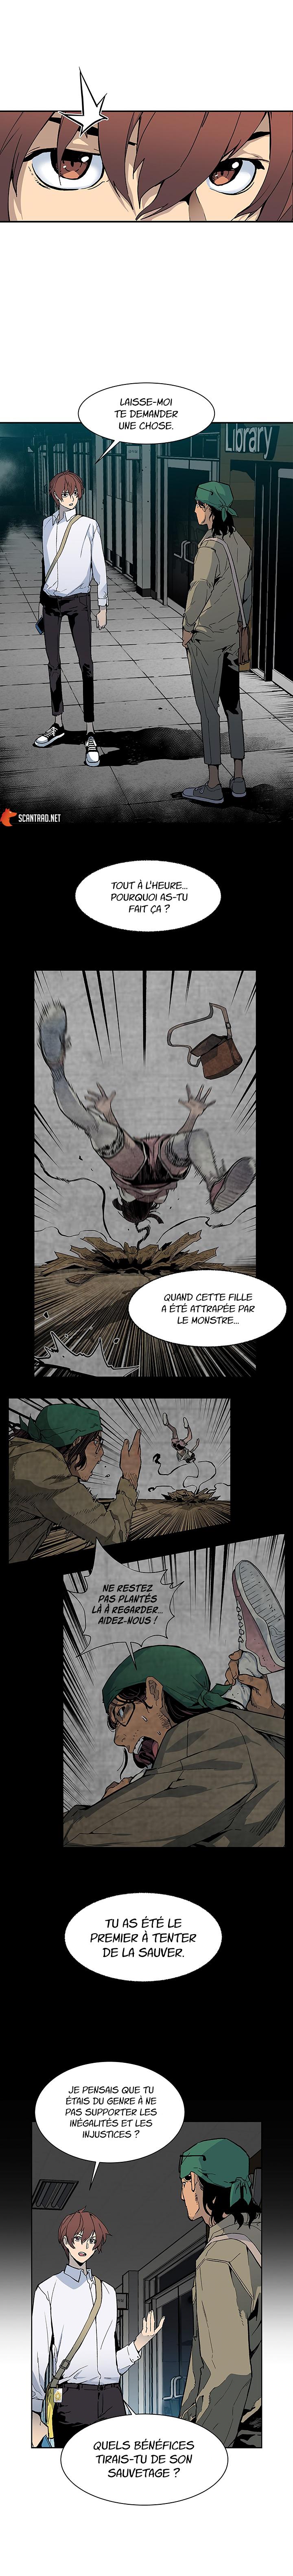 LAISSE-MOI
TE DEMANDER
UNE CHOSE.
Library
SCANTRAD.NET
TOUT À L'HEURE...
POURQUOI AS-TU
FAIT ÇA ?
QUAND CETTE FILLE
A ÉTÉ ATTRAPÉE PAR
LE MONSTRE...
NE RESTEZ
PAS PLANTÉS
LÀ À REGARDER...
AIDEZ-NOUS !
TU AS ÉTÉ LE
PREMIER À TENTER
DE LA SAUVER.
JE PENSAIS QUE TU
ÉTAIS DU GENRE À NE
PAS SUPPORTER LES
INÉGALITÉS ET LES
INJUSTICES ?
QUELS BÉNÉFICES
TIRAIS-TU DE SON
SAUVETAGE ?